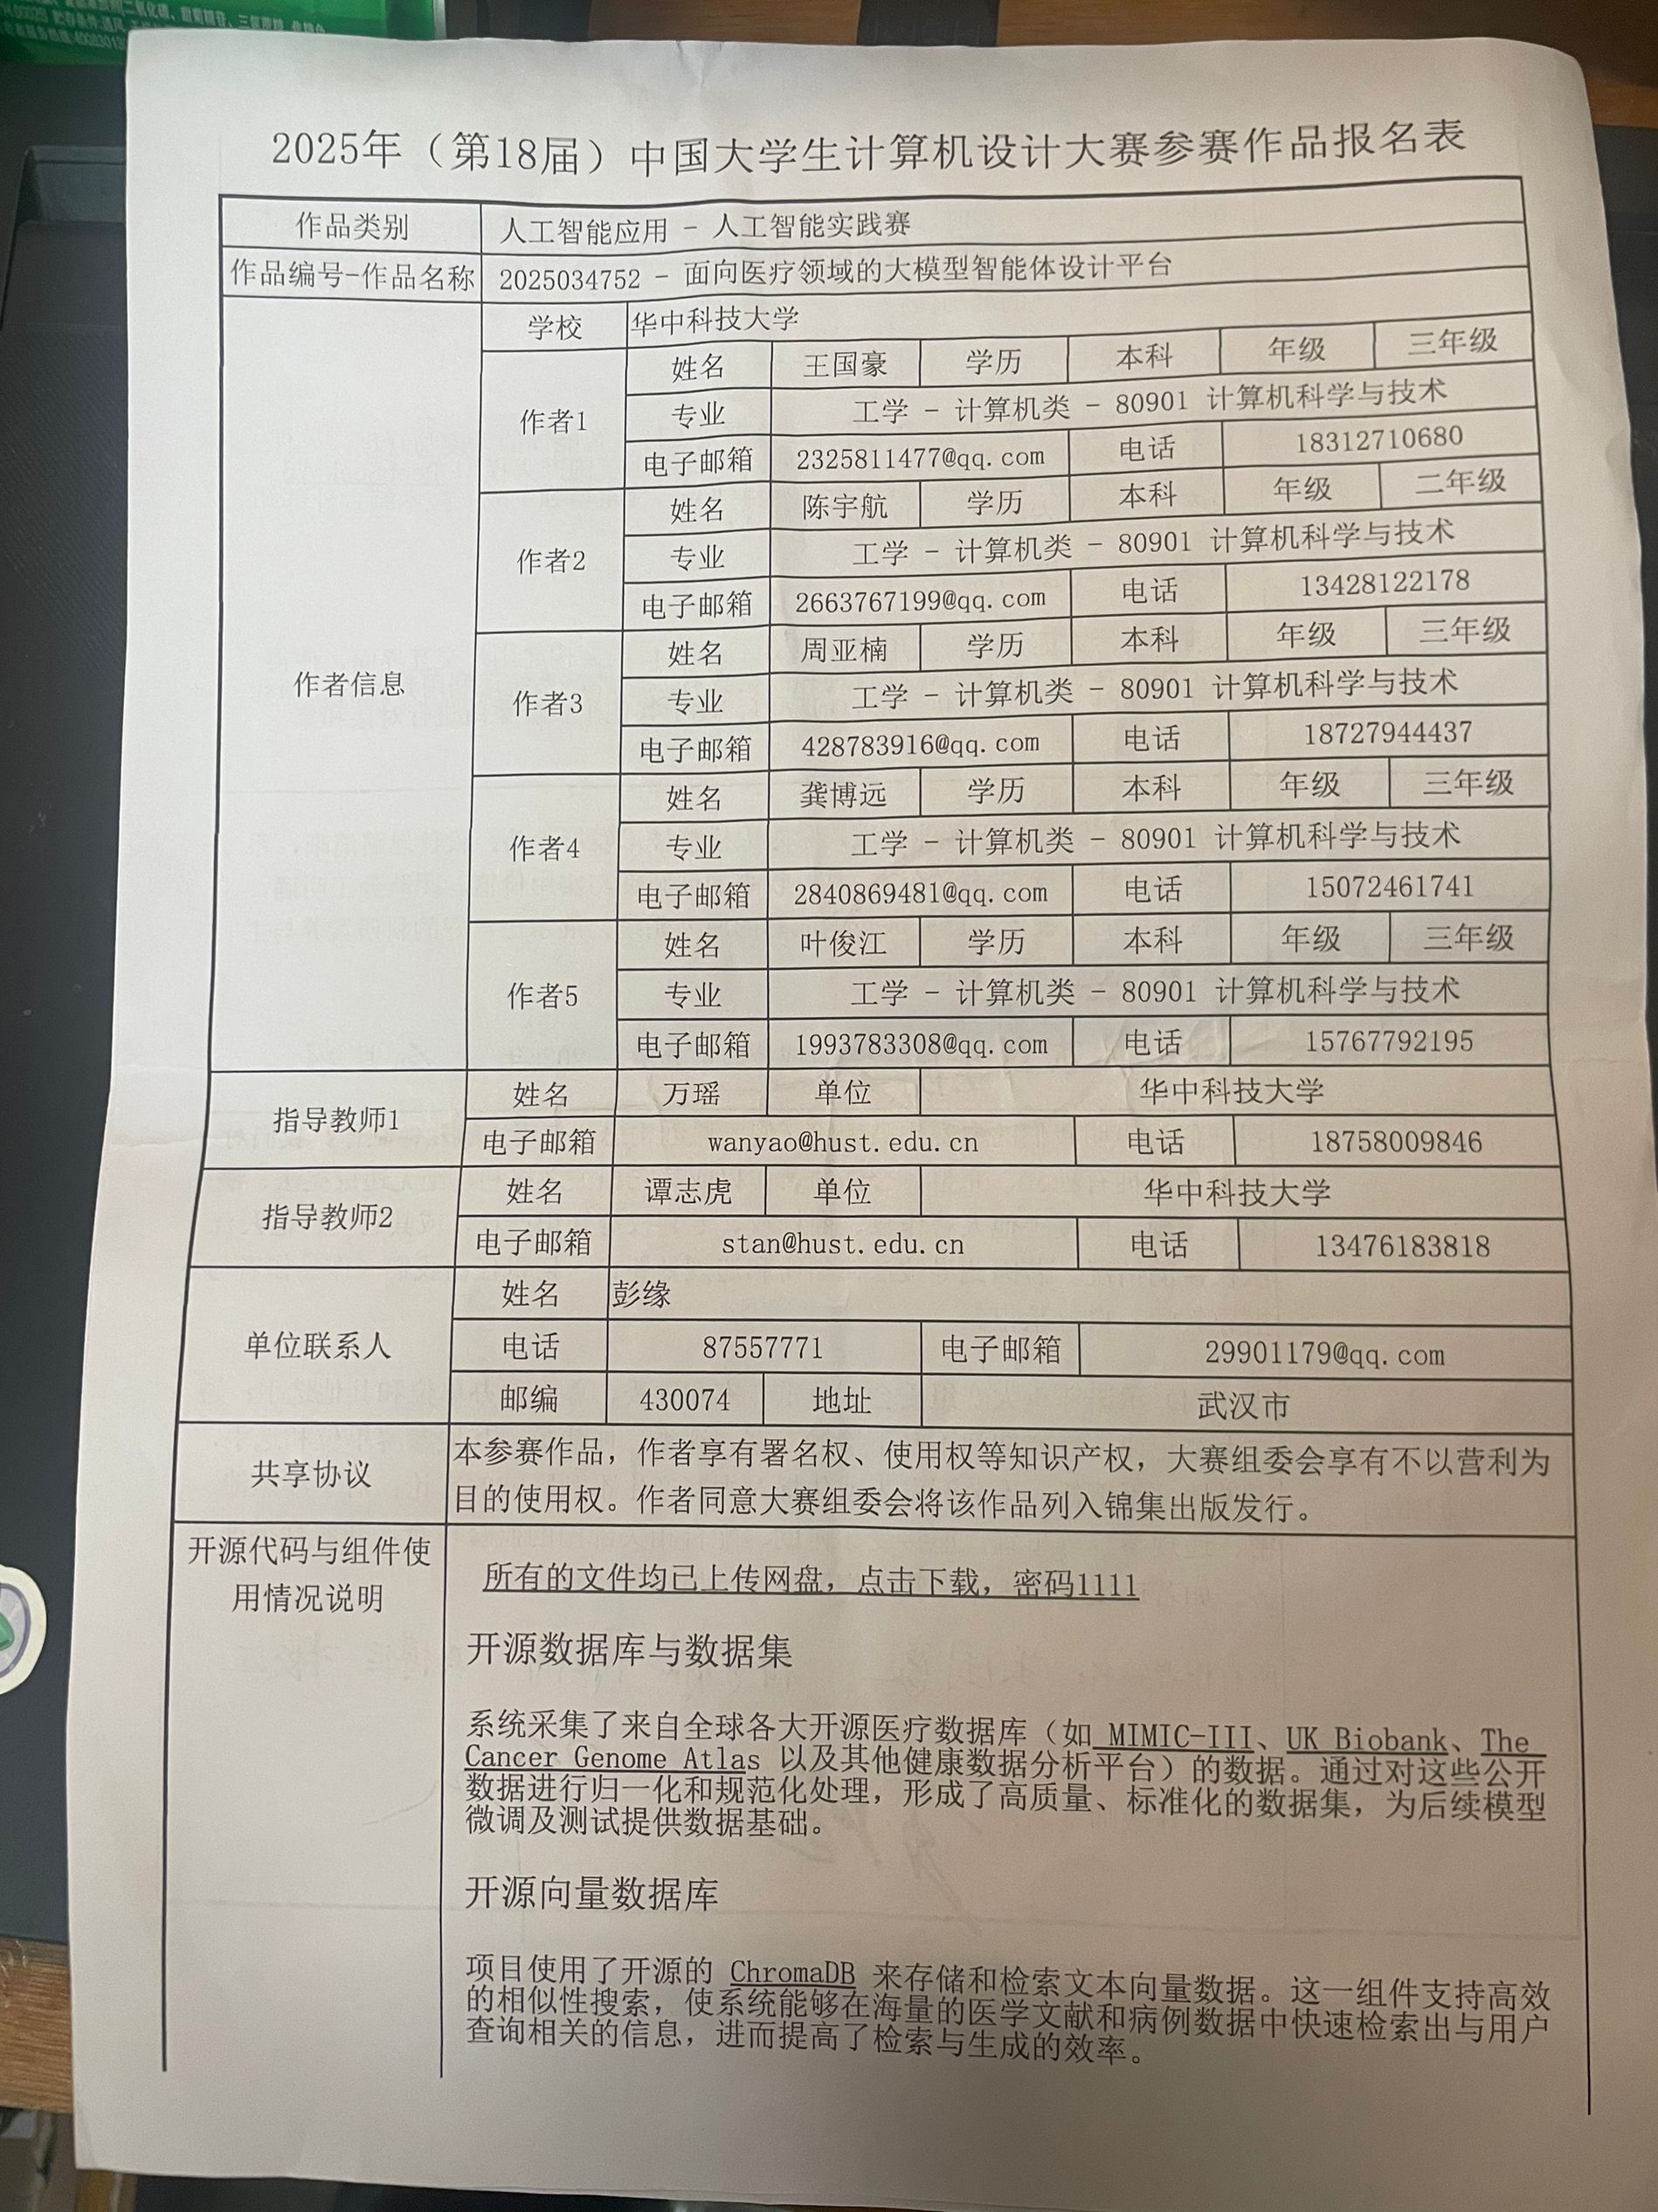 2025年（第18届）中国大学生计算机设计大赛参赛作品报名表
作品类别 人工智能应用 - 人工智能实践赛
作品编号-作品名称 2025034752 - 面向医疗领域的大模型智能体设计平台
作者信息
学校 华中科技大学
作者1
姓名 王国豪 学历 本科 年级 三年级
专业 工学 - 计算机类 - 80901 计算机科学与技术
电子邮箱 2325811477@qq.com 电话 18312710680
作者2
姓名 陈宇航 学历 本科 年级 二年级
专业 工学 - 计算机类 - 80901 计算机科学与技术
电子邮箱 2663767199@qq.com 电话 13428122178
作者3
姓名 周亚楠 学历 本科 年级 三年级
专业 工学 - 计算机类 - 80901 计算机科学与技术
电子邮箱 428783916@qq.com 电话 18727944437
作者4
姓名 龚博远 学历 本科 年级 三年级
专业 工学 - 计算机类 - 80901 计算机科学与技术
电子邮箱 2840869481@qq.com 电话 15072461741
作者5
姓名 叶俊江 学历 本科 年级 三年级
专业 工学 - 计算机类 - 80901 计算机科学与技术
电子邮箱 1993783308@qq.com 电话 15767792195
指导教师1
姓名 万瑶 单位 华中科技大学
电子邮箱 wanyao@hust.edu.cn 电话 18758009846
指导教师2
姓名 谭志虎 单位 华中科技大学
电子邮箱 stan@hust.edu.cn 电话 13476183818
单位联系人
姓名 彭缘
电话 87557771 电子邮箱 29901179@qq.com
邮编 430074 地址 武汉市
共享协议
本参赛作品，作者享有署名权、使用权等知识产权，大赛组委会享有不以营利为
目的使用权。作者同意大赛组委会将该作品列入锦集出版发行。
开源代码与组件使
用情况说明
所有的文件均已上传网盘，点击下载，密码1111
开源数据库与数据集
系统采集了来自全球各大开源医疗数据库（如 MIMIC-III、UK Biobank、The
Cancer Genome Atlas 以及其他健康数据分析平台）的数据。通过对这些公开
数据进行归一化和规范化处理，形成了高质量、标准化的数据集，为后续模型
微调及测试提供数据基础。
开源向量数据库
项目使用了开源的 ChromaDB 来存储和检索文本向量数据。这一组件支持高效
的相似性搜索，使系统能够在海量的医学文献和病例数据中快速检索出与用户
查询相关的信息，进而提高了检索与生成的效率。